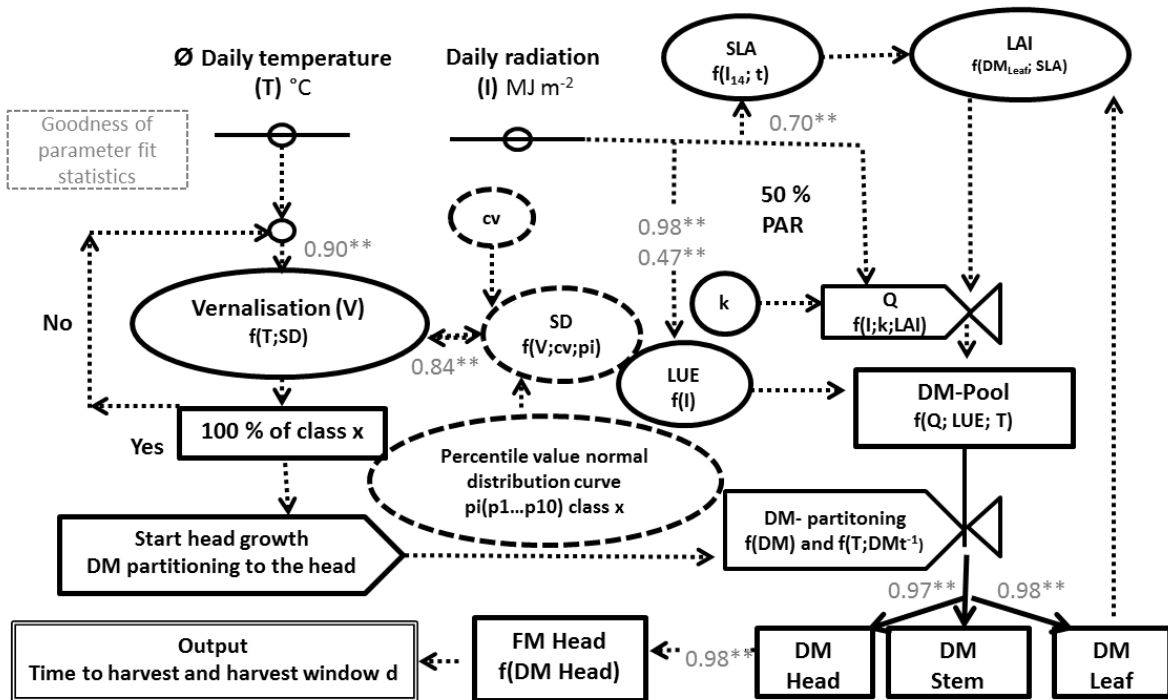 SLA
f(I14; t)
LAI
f(DMLeaf; SLA)
Ø Daily temperature
(T) °C
Daily radiation
(I) MJ m-2
Goodness of
parameter fit
statistics
0.70**
50 %
PAR
cv
0.98**
0.47**
0.90**
No
Vernalisation (V)
f(T;SD)
0.84**
SD
f(V;cv;pi)
k
Q
f(I;k;LAI)
LUE
f(I)
DM-Pool
f(Q; LUE; T)
Yes
100 % of class x
Percentile value normal
distribution curve
pi(p1...p10) class x
Start head growth
DM partitioning to the head
DM- partitoning
f(DM) and f(T;DMt-1)
0.97**
0.98**
Output
Time to harvest and harvest window d
FM Head
f(DM Head)
0.98**
DM
Head
DM
Stem
DM
Leaf